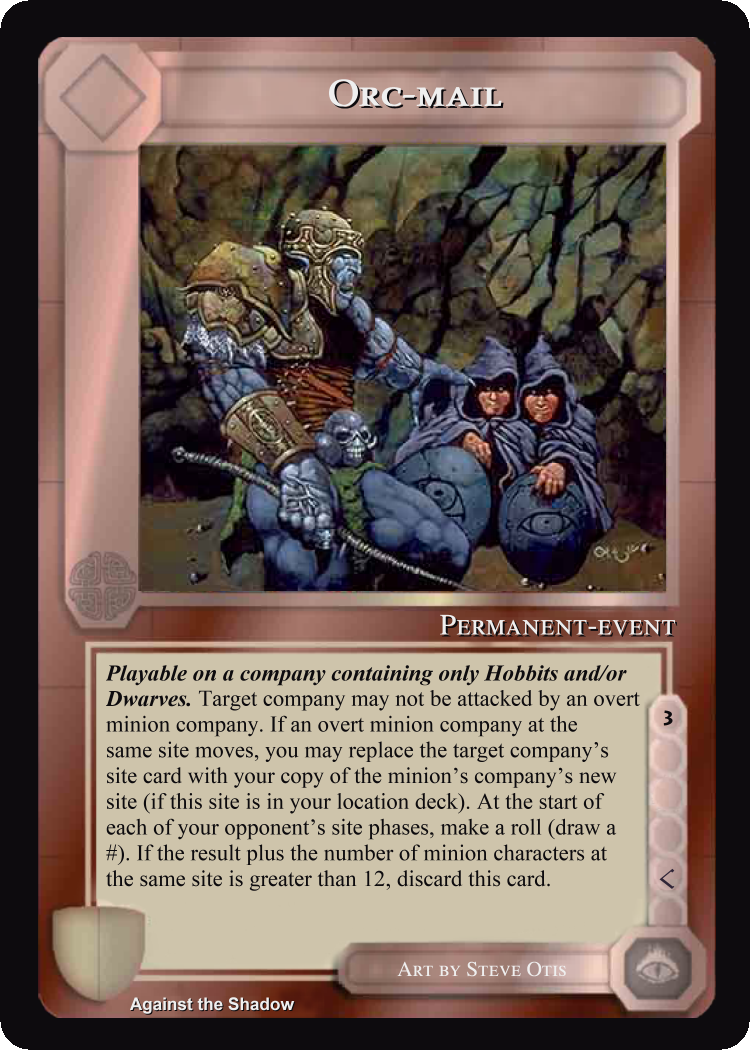 Orc-mail
Permanent-event
Playable on a company containing only Hobbits and/or
Dwarves. Target company may not be attacked by an overt
minion company. If an overt minion company at the
same site moves, you may replace the target company's
site card with your copy of the minion's company's new
site (if this site is in your location deck). At the start of
each of your opponent's site phases, make a roll (draw a
#). If the result plus the number of minion characters at
the same site is greater than 12, discard this card.
3
Art by Steve Otis
Against the Shadow